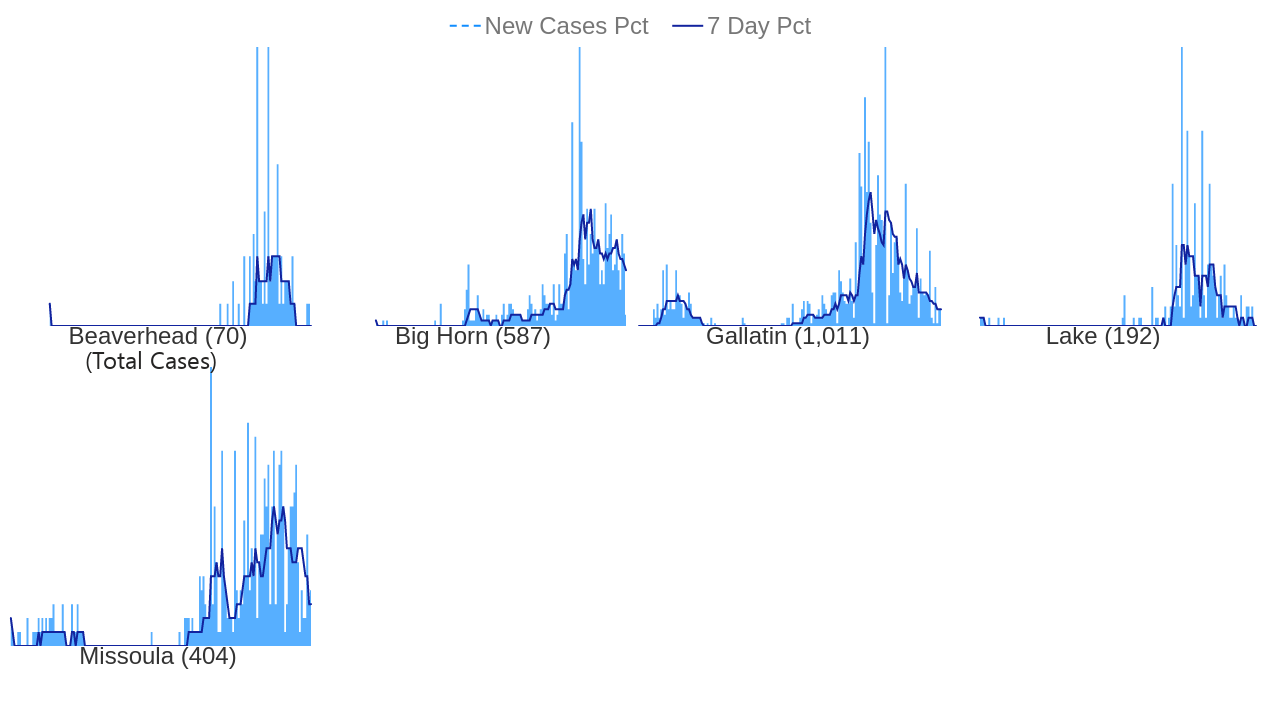 New Cases Pct 7 Day Pct
Beaverhead (70) Big Horn (587) Gallatin (1,011) Lake (192)
(Total Cases)
Missoula (404)